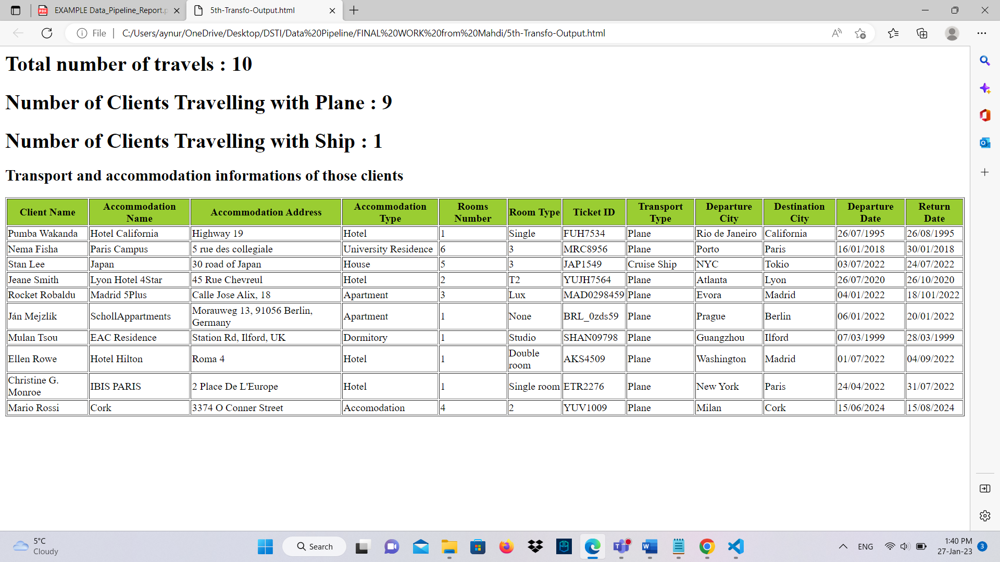 EXAMPLE Data_Pipeline_Report.p
5th-Transfo-Output.html
File
C:/Users/aynur/OneDrive/Desktop/DSTI/Data%20Pipeline/FINAL%20WORK%20from%20Mahdi/5th-Transfo-Output.html
Total number of travels : 10
Number of Clients Travelling with Plane : 9
Number of Clients Travelling with Ship : 1
Transport and accommodation informations of those clients
Client Name Accommodation Name Accommodation Address Accommodation Type Rooms Number Room Type Ticket ID Transport Type Departure City Destination City Departure Date Return Date
Pumba Wakanda Hotel California Highway 19 Hotel 1 Single FUH7534 Plane Rio de Janeiro California 26/07/1995 26/08/1995
Nema Fisha Paris Campus 5 rue des collegiale University Residence 6 3 MRC8956 Plane Porto Paris 16/01/2018 30/01/2018
Stan Lee Japan 30 road of Japan House 5 3 JAP1549 Cruise Ship NYC Tokio 03/07/2022 24/07/2022
Jeane Smith Lyon Hotel 4Star 45 Rue Chevreul Hotel 2 T2 YUJH7564 Plane Atlanta Lyon 26/07/2020 26/10/2020
Rocket Robaldu Madrid 5Plus Calle Jose Alix, 18 Apartment 3 Lux MAD0298459 Plane Evora Madrid 04/01/2022 18/101/2022
Ján Mejzlík SchollAppartments Morauweg 13, 91056 Berlin, Germany Apartment 1 None BRL_0zds59 Plane Prague Berlin 06/01/2022 20/01/2022
Mulan Tsou EAC Residence Station Rd, Ilford, UK Dormitory 1 Studio SHAN09798 Plane Guangzhou Ilford 07/03/1999 28/03/1999
Ellen Rowe Hotel Hilton Roma 4 Hotel 1 Double room AKS4509 Plane Washington Madrid 01/07/2022 04/09/2022
Christine G. Monroe IBIS PARIS 2 Place De L'Europe Hotel 1 Single room ETR2276 Plane New York Paris 24/04/2022 31/07/2022
Mario Rossi Cork 3374 O Conner Street Accomodation 4 2 YUV1009 Plane Milan Cork 15/06/2024 15/08/2024
5°C
Cloudy
Search
ENG
1:40 PM
27-Jan-23
3